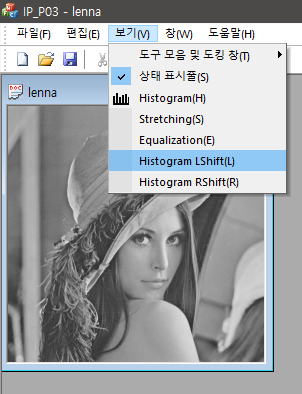 IP_P03 - lenna
파일(F) 편집(E) 보기(V) 창(W) 도움말(H)
도구 모음 및 도킹 창(T)
상태 표시줄(S)
Histogram(H)
Stretching(S)
Equalization(E)
Histogram LShift(L)
Histogram RShift(R)
DOC lenna